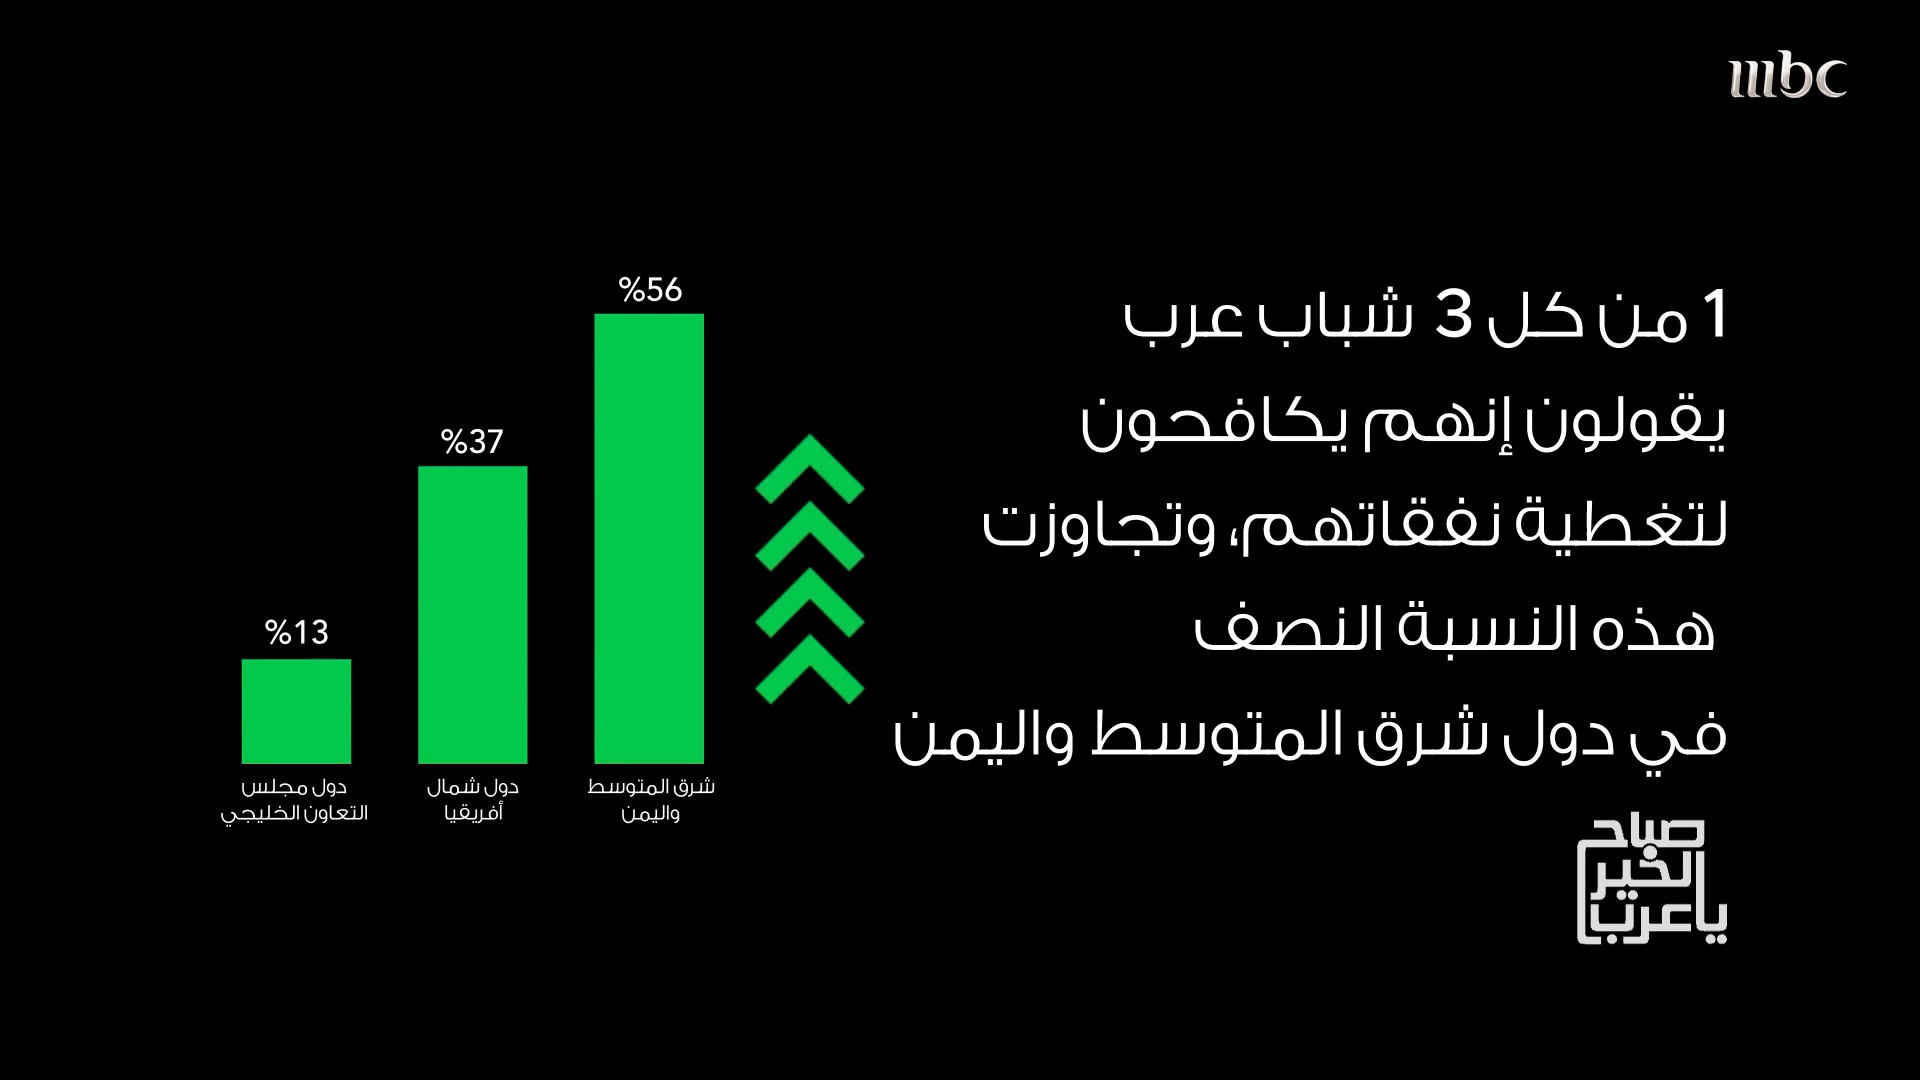 mbc
1 من كل 3 شباب عرب
يقولون إنهم يكافحون
لتغطية نفقاتهم، وتجاوزت
هذه النسبة النصف
في دول شرق المتوسط واليمن
%56
%37
%13
شرق المتوسط
واليمن
دول شمال
أفريقيا
دول مجلس
التعاون الخليجي
صباح
الخير
يا عرب